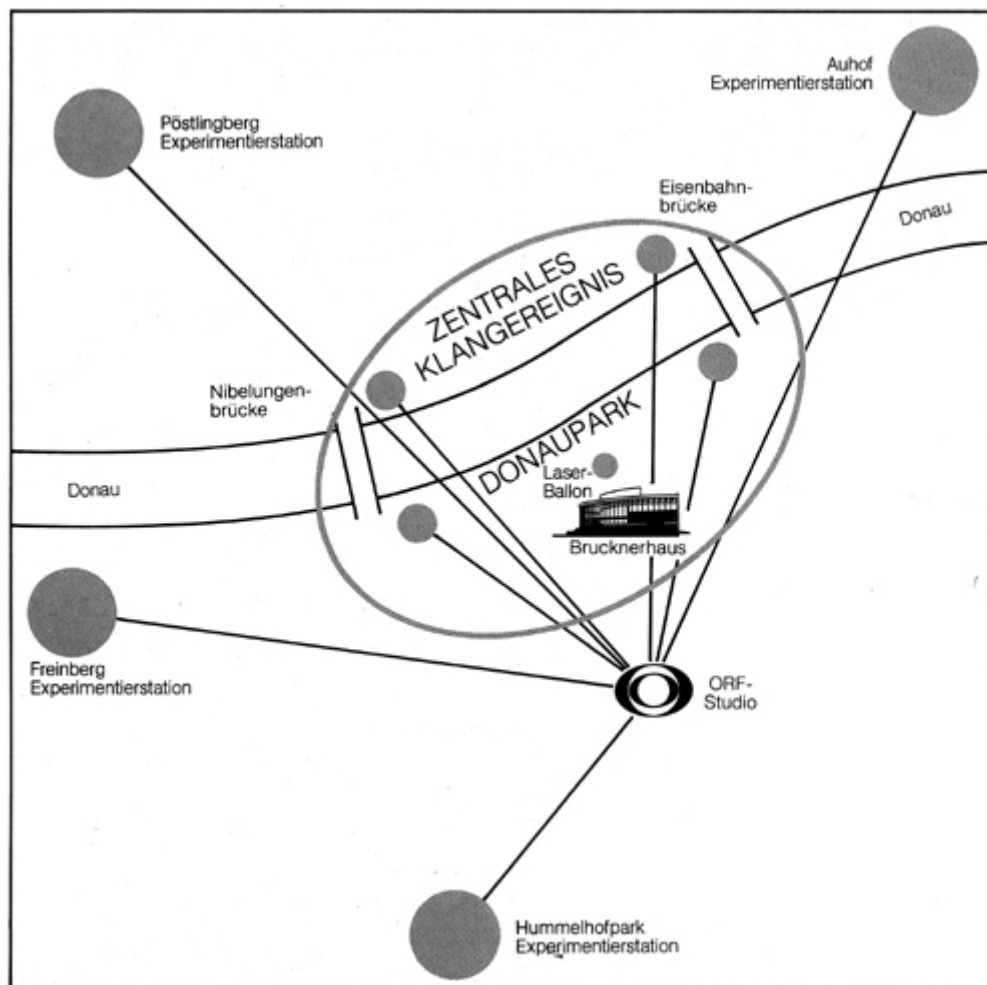 Auhof
Experimentierstation
Pöstlingberg
Experimentierstation
Eisenbahn-
brücke
Donau
ZENTRALES
KLANGEREIGNIS
Nibelungen-
brücke
DONAUPARK
Laser-
Ballon
Donau
Brucknerhaus
Freinberg
Experimentierstation
ORF-
Studio
Hummelhofpark
Experimentierstation